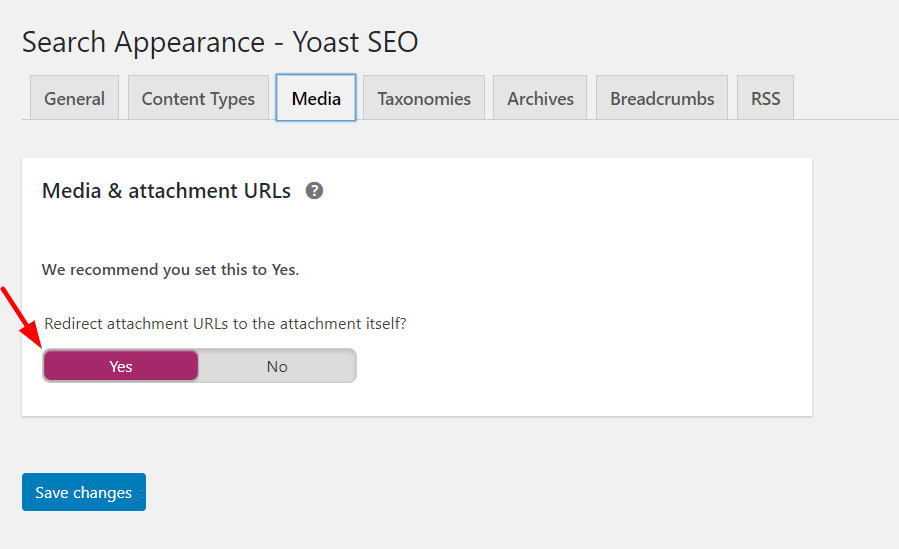 Search Appearance - Yoast SEO
General Content Types Media Taxonomies Archives Breadcrumbs RSS
Media & attachment URLs ?
We recommend you set this to Yes.
Redirect attachment URLs to the attachment itself?
Yes No
Save changes